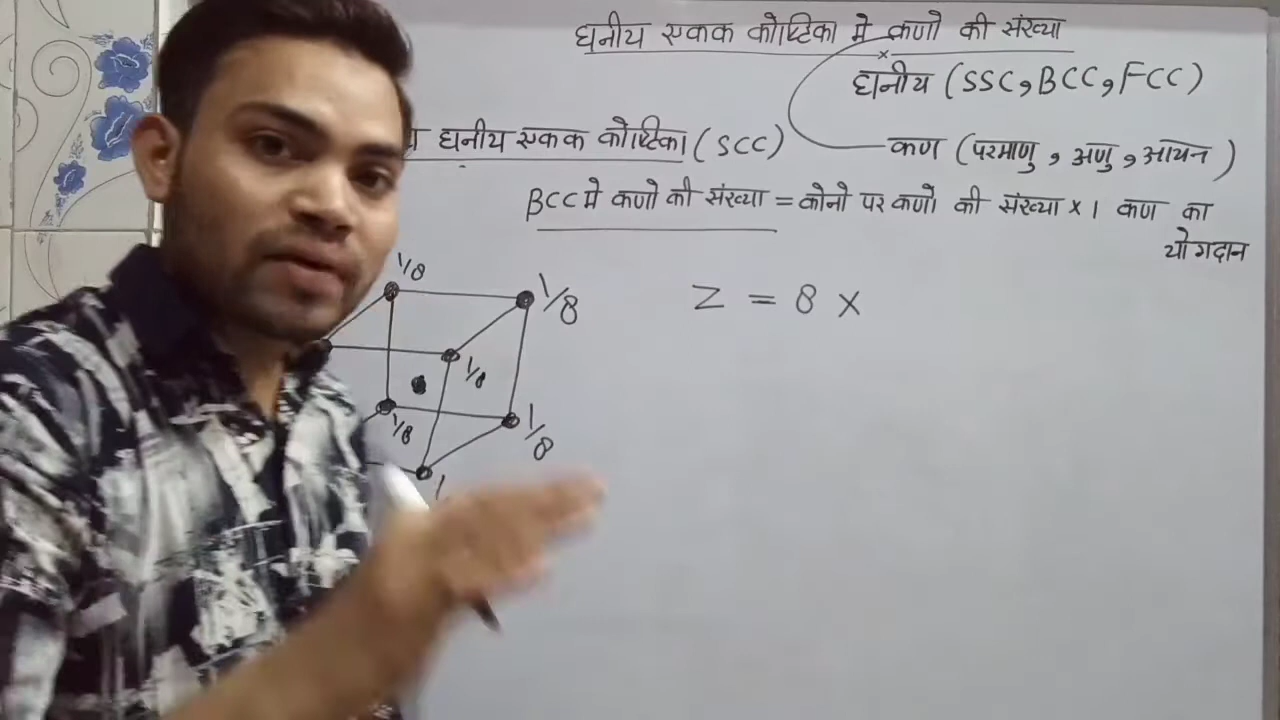 घनीय एकक कोष्ठिका मे कणो की संख्या
घनीय (SSC, BCC, FCC)
घनीय एकक कोष्ठिका (SCC)
कण (परमाणु, अणु, आयन)
BCC मे कणो की संख्या = कोनो पर कणो की संख्या × 1 कण का
योगदान
1/8
1/8
Z = 8 ×
1/8
1/8
1/8
1